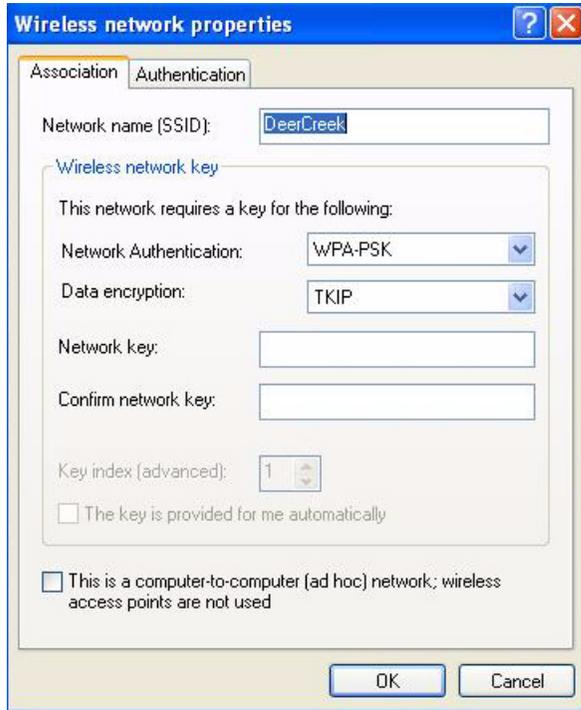 Wireless network properties
Association Authentication
Network name (SSID): DeerCreek
Wireless network key
This network requires a key for the following:
Network Authentication: WPA-PSK
Data encryption: TKIP
Network key:
Confirm network key:
Key index (advanced): 1
The key is provided for me automatically
This is a computer-to-computer (ad hoc) network; wireless
access points are not used
OK Cancel